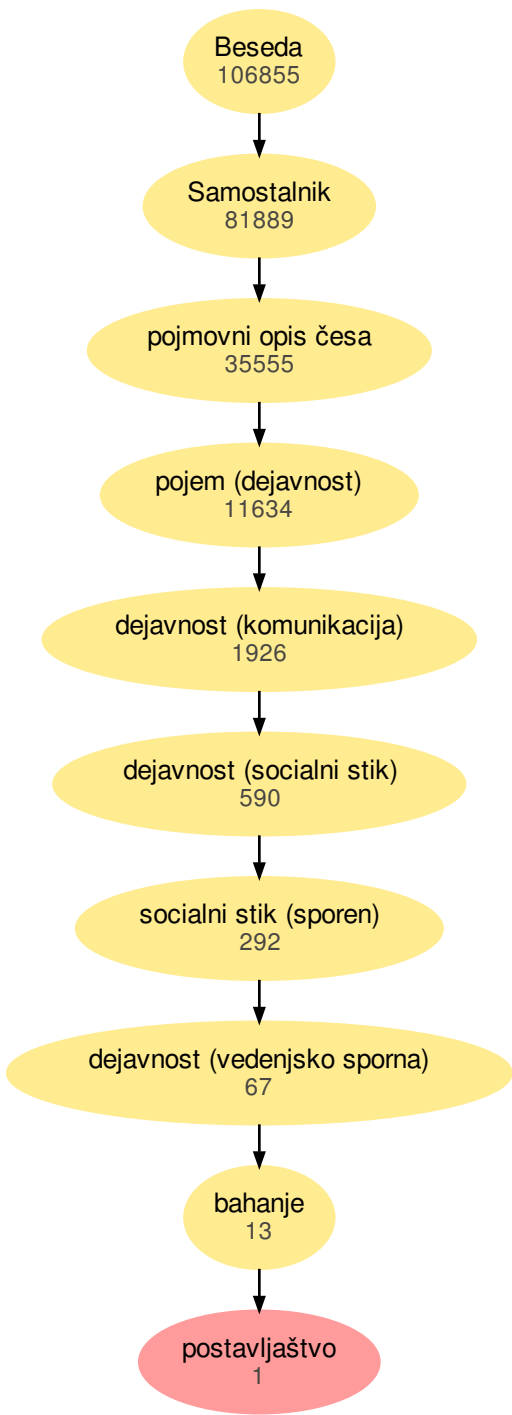 Beseda
106855
Samostalnik
81889
pojmovni opis česa
35555
pojem (dejavnost)
11634
dejavnost (komunikacija)
1926
dejavnost (socialni stik)
590
socialni stik (sporen)
292
dejavnost (vedenjsko sporna)
67
bahanje
13
postavljaštvo
1